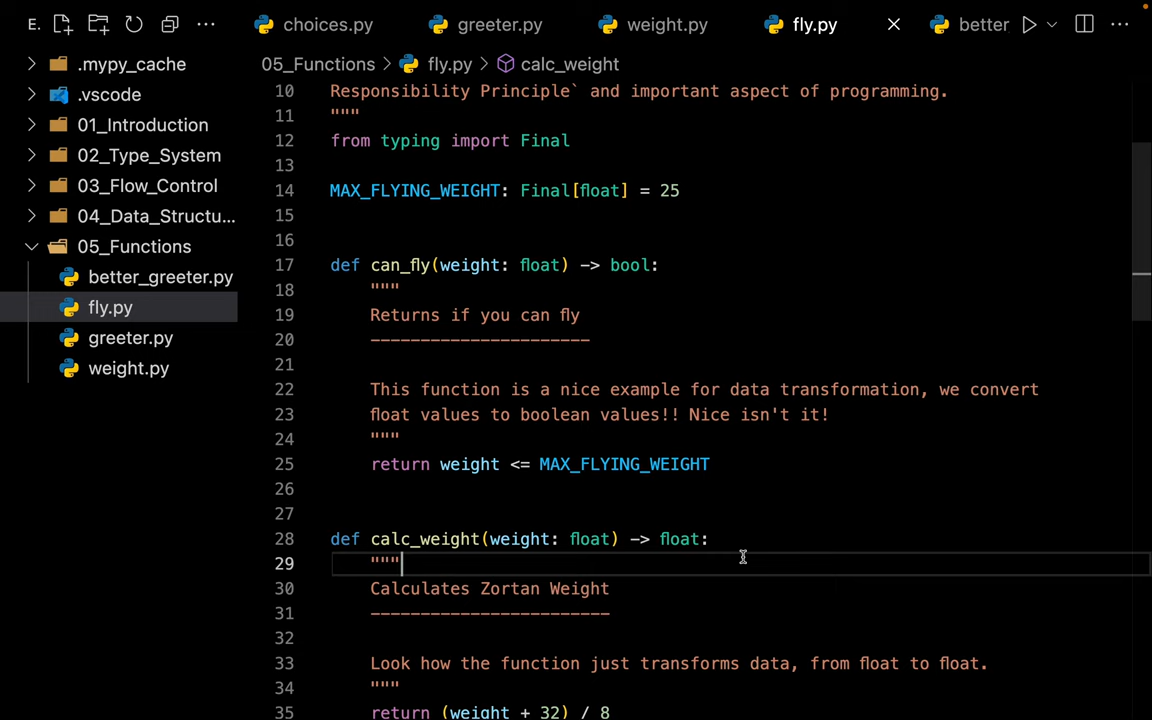 E.
choices.py
greeter.py
weight.py
fly.py
better
.mypy_cache
.vscode
01_Introduction
02_Type_System
03_Flow_Control
04_Data_Structu...
05_Functions
better_greeter.py
fly.py
greeter.py
weight.py
05_Functions > fly.py > calc_weight
10 Responsibility Principle` and important aspect of programming.
11 """
12 from typing import Final
13
14 MAX_FLYING_WEIGHT: Final[float] = 25
15
16
17 def can_fly(weight: float) -> bool:
18 """
19 Returns if you can fly
20 ----------------------
21
22 This function is a nice example for data transformation, we convert
23 float values to boolean values!! Nice isn't it!
24 """
25 return weight <= MAX_FLYING_WEIGHT
26
27
28 def calc_weight(weight: float) -> float:
29 """
30 Calculates Zortan Weight
31 ------------------------
32
33 Look how the function just transforms data, from float to float.
34 """
35 return (weight + 32) / 8